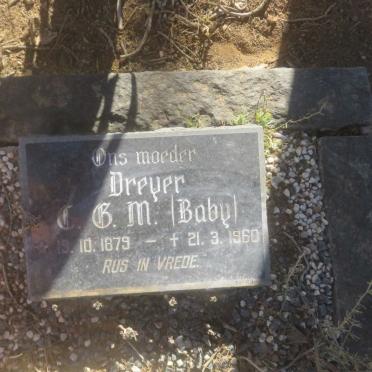 Ons moeder
Dreyer
C. G. M. (Baby)
* 19. 10. 1879 – † 21. 3. 1960
RUS IN VREDE.